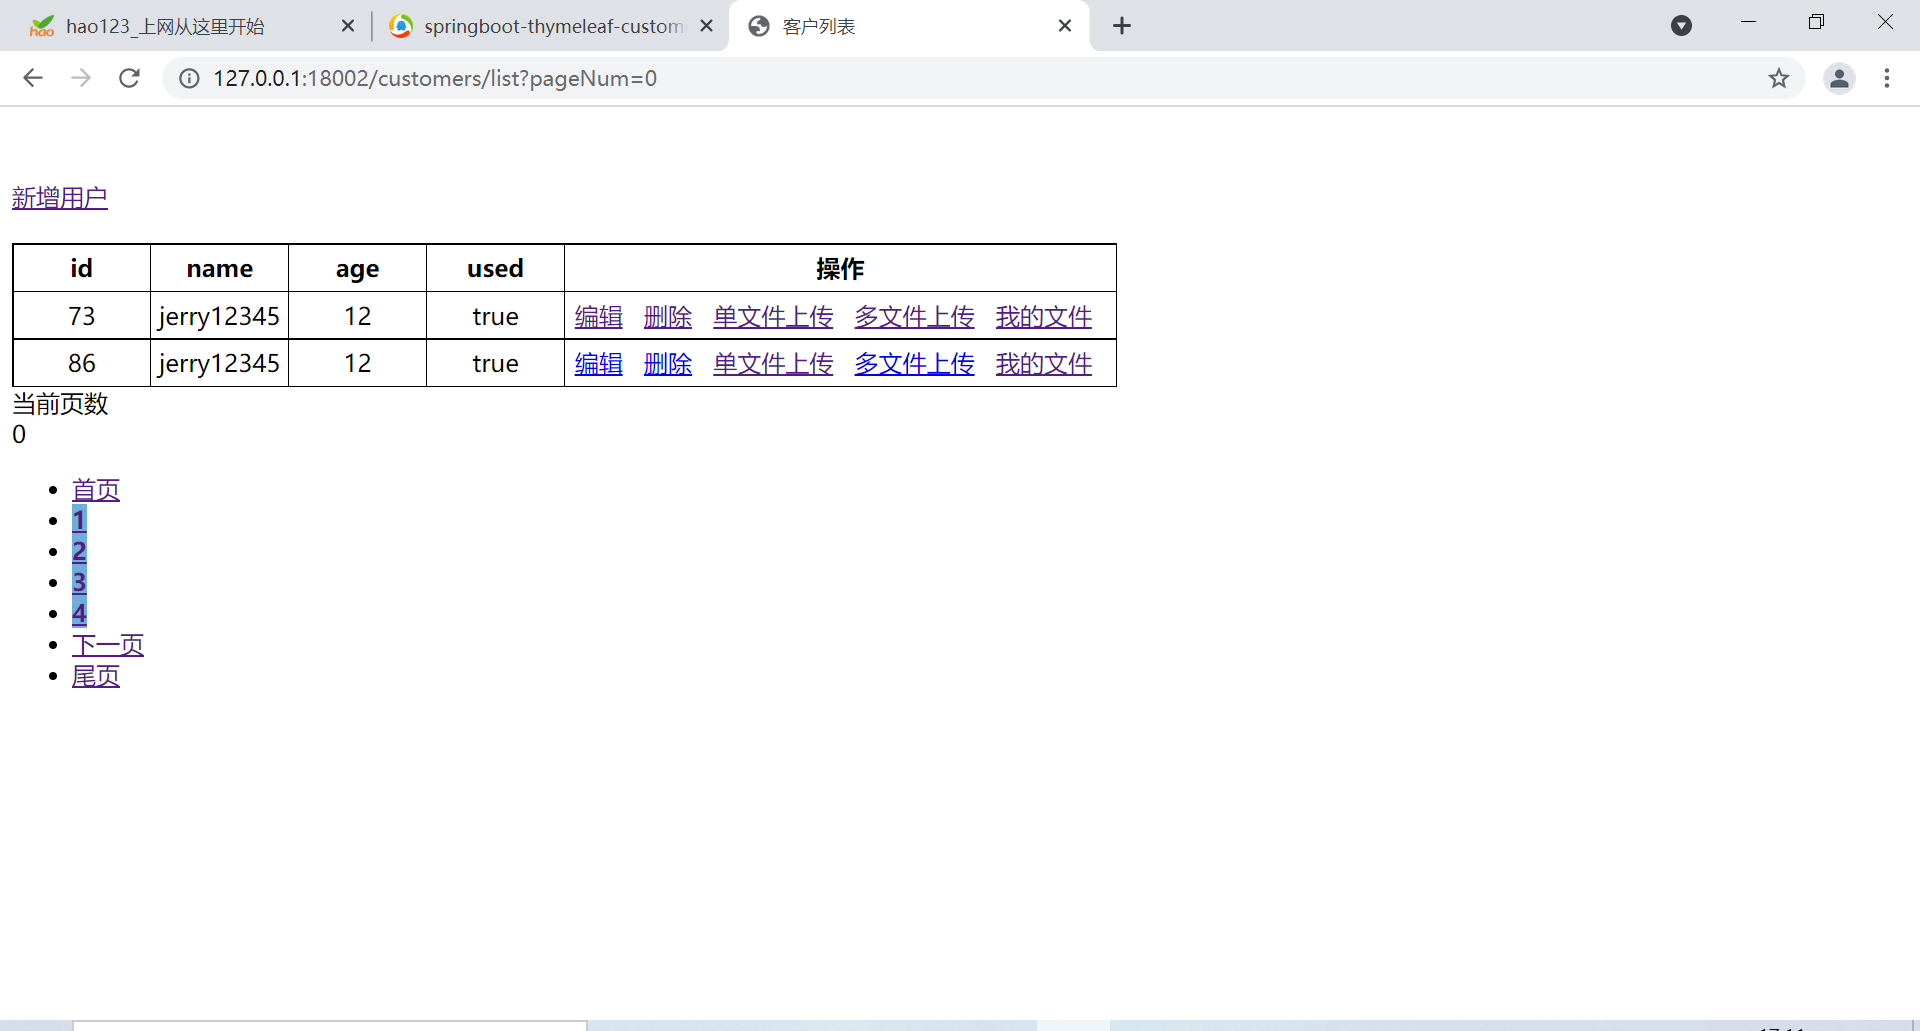 hao123_上网从这里开始
springboot-thymeleaf-custom
客户列表
127.0.0.1:18002/customers/list?pageNum=0
新增用户
id name age used 操作
73 jerry12345 12 true 编辑 删除 单文件上传 多文件上传 我的文件
86 jerry12345 12 true 编辑 删除 单文件上传 多文件上传 我的文件
当前页数
0
首页
1
2
3
4
下一页
尾页